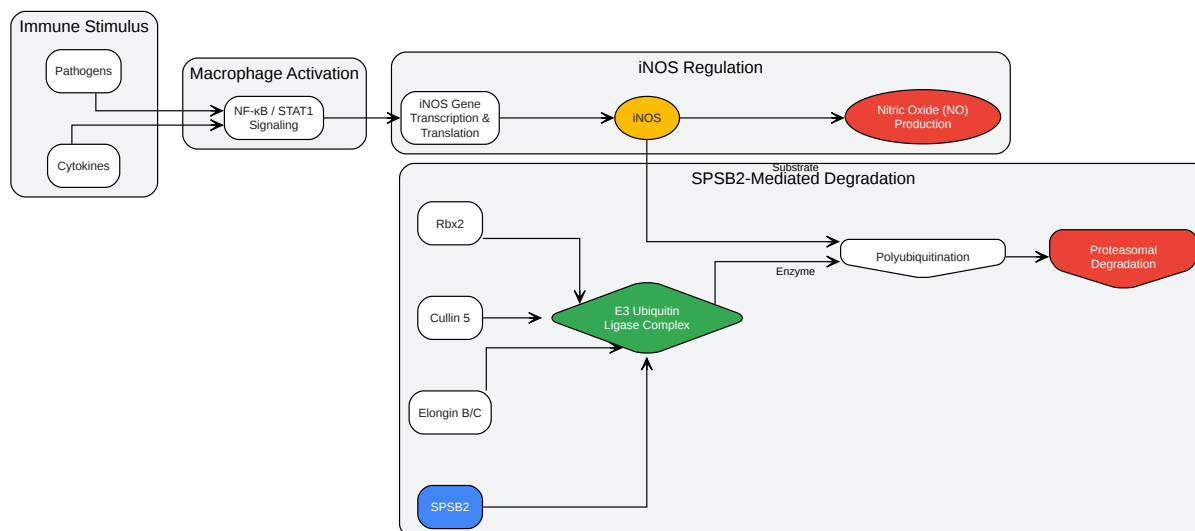 Immune Stimulus
Pathogens
Cytokines
Macrophage Activation
NF-κB / STAT1
Signaling
iNOS Regulation
iNOS Gene
Transcription &
Translation
iNOS
Nitric Oxide (NO)
Production
Substrate
SPSB2-Mediated Degradation
Rbx2
Cullin 5
Elongin B/C
SPSB2
E3 Ubiquitin
Ligase Complex
Enzyme
Polyubiquitination
Proteasomal
Degradation